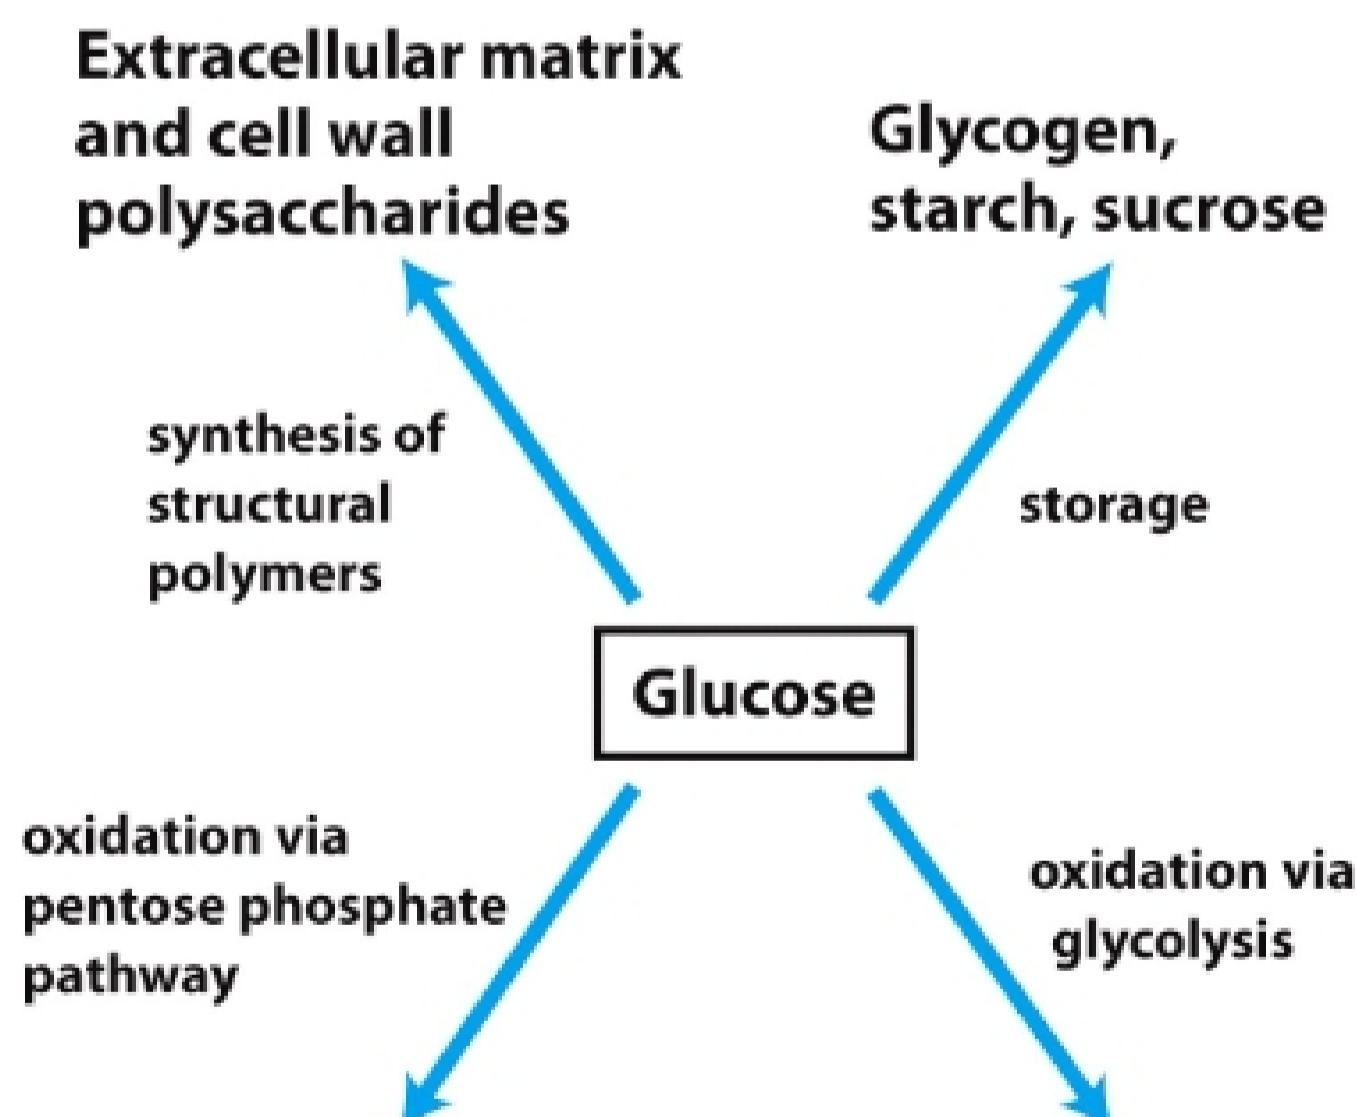 Extracellular matrix
and cell wall
polysaccharides
Glycogen,
starch, sucrose
synthesis of
structural
polymers
storage
Glucose
oxidation via
pentose phosphate
pathway
oxidation via
glycolysis